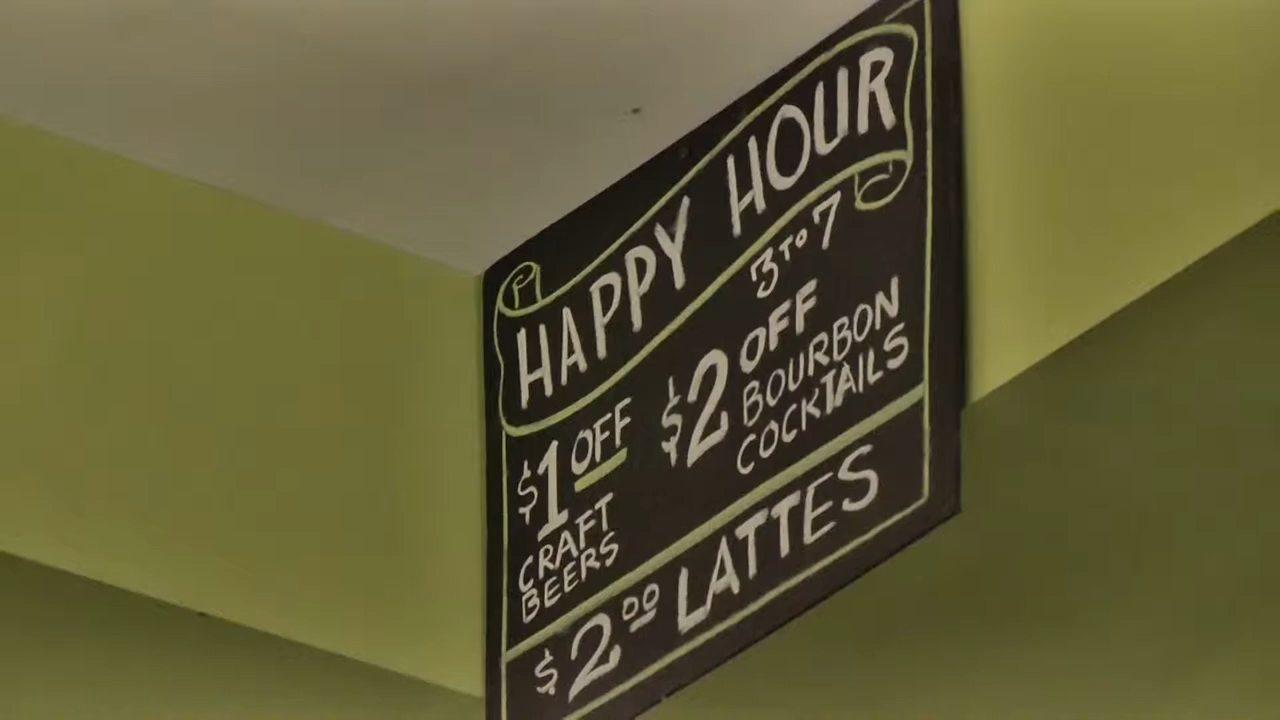 HAPPY HOUR
3 TO 7
$1 OFF
CRAFT
BEERS
$2 OFF
BOURBON
COCKTAILS
$2.00 LATTES